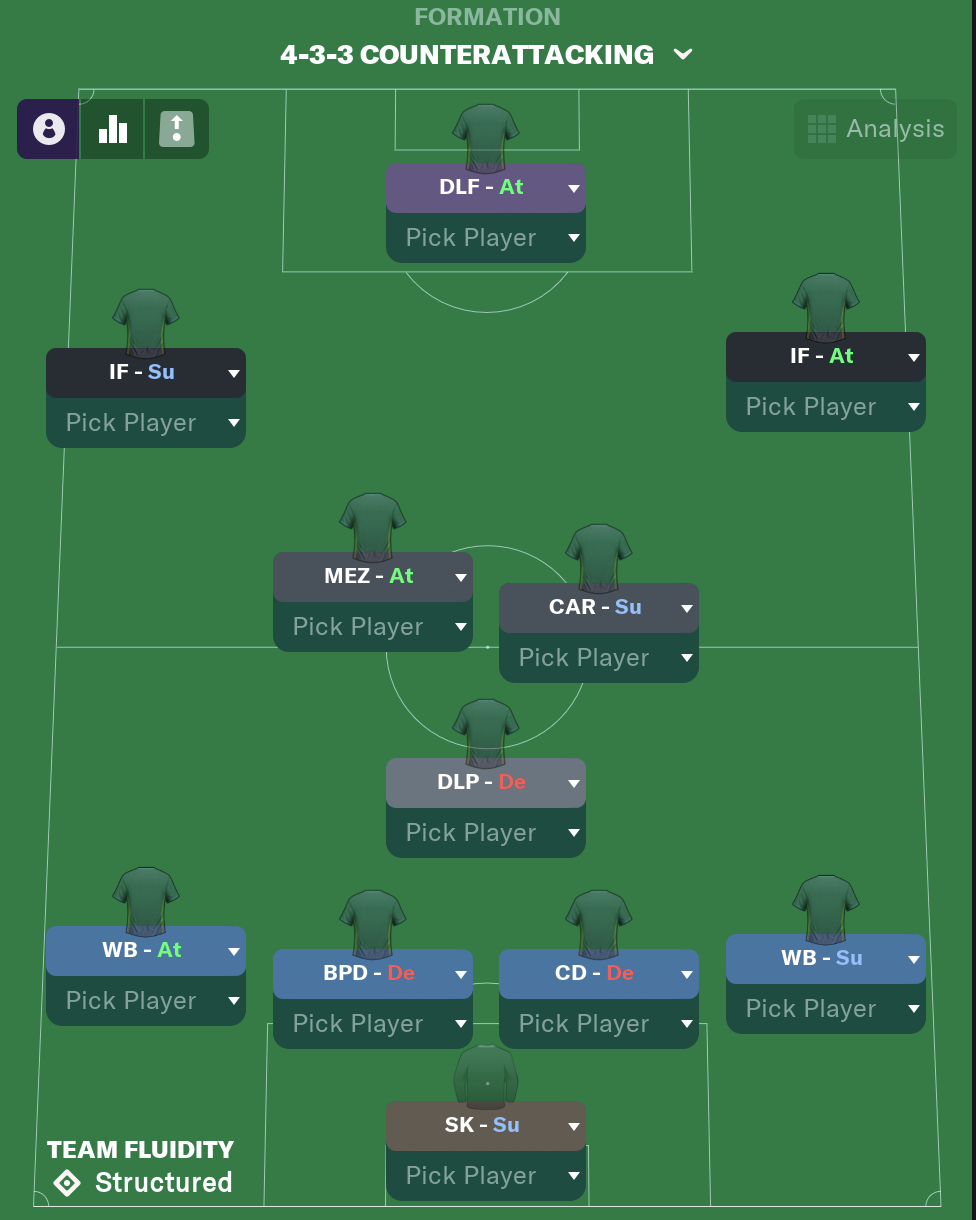 FORMATION
4-3-3 COUNTERATTACKING
Analysis
DLF - At
Pick Player
IF - Su
Pick Player
IF - At
Pick Player
MEZ - At
Pick Player
CAR - Su
Pick Player
DLP - De
Pick Player
WB - At
Pick Player
BPD - De
Pick Player
CD - De
Pick Player
WB - Su
Pick Player
SK - Su
Pick Player
TEAM FLUIDITY
Structured